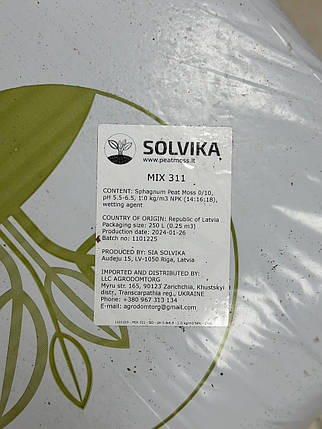 SOLVIKA
www.peatmoss.lt
MIX 311
CONTENT: Sphagnum Peat Moss 0/10,
pH 5.5-6.5, 1.0 kg/m3 NPK (14:16:18),
wetting agent
COUNTRY OF ORIGIN: Republic of Latvia
Packaging size: 250 L (0.25 m3)
Production date: 2024-01-26
Batch no: 1101225
PRODUCED BY: SIA SOLVIKA
Audeju 15, LV-1050 Riga, Latvia
IMPORTED AND DISTRIBUTED BY:
LLC AGRODOMTORG
Myru str. 165, 90123 Zarichchia, Khustskyi
distr., Transcarpathia reg., UKRAINE
Phone: +380 967 313 134
E-mail: agrodomtorg@gmail.com